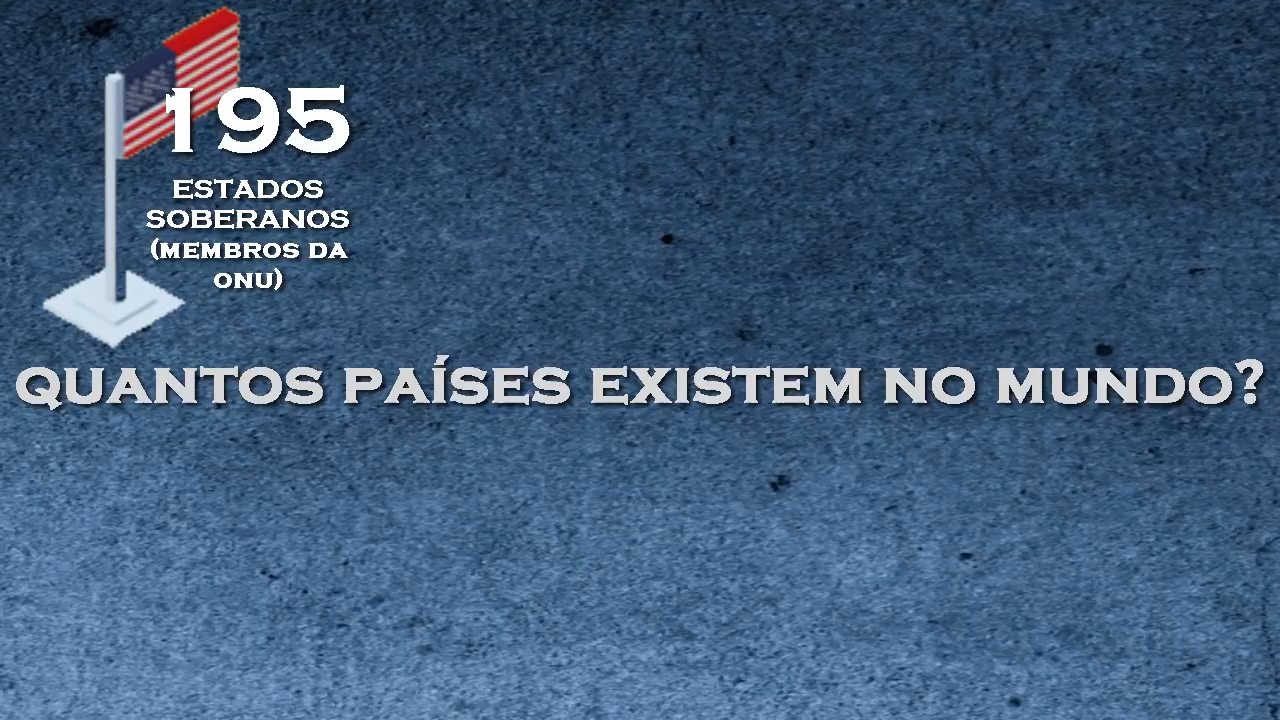 195
ESTADOS
SOBERANOS
(MEMBROS DA
ONU)
QUANTOS PAÍSES EXISTEM NO MUNDO?